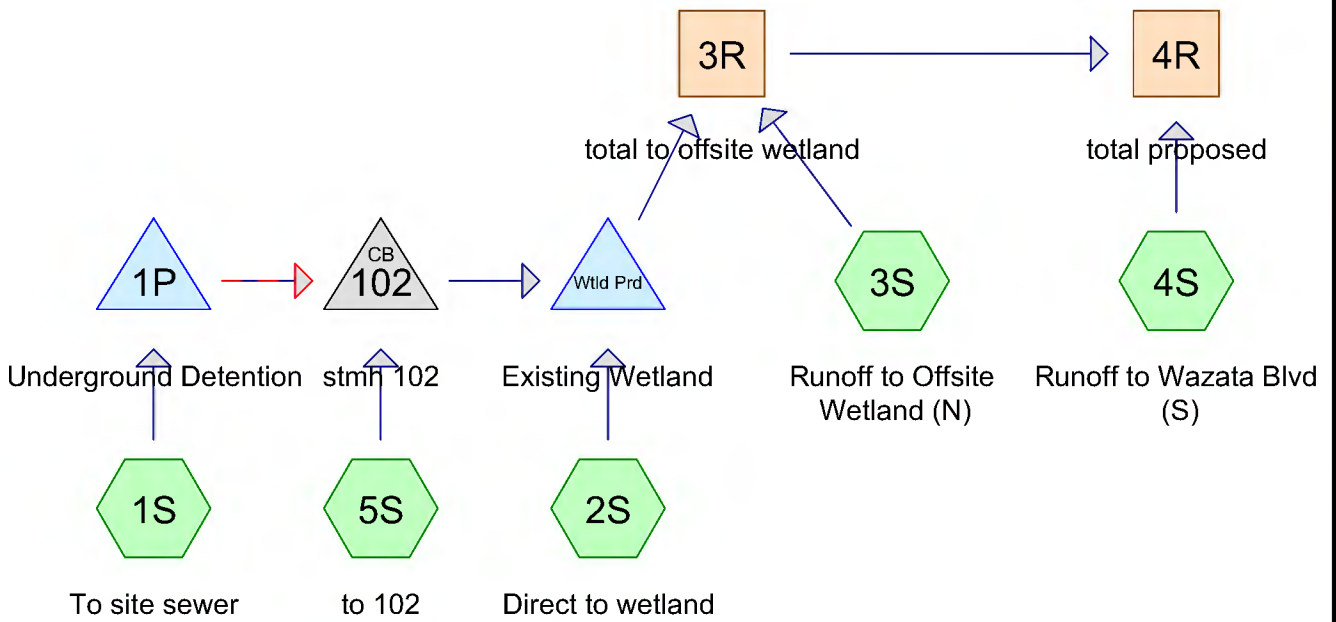 3R
4R
total to offsite wetland
total proposed
1P
CB
102
Wtld Prd
3S
4S
Underground Detention
stmh 102
Existing Wetland
Runoff to Offsite
Wetland (N)
Runoff to Wazata Blvd
(S)
1S
5S
2S
To site sewer
to 102
Direct to wetland